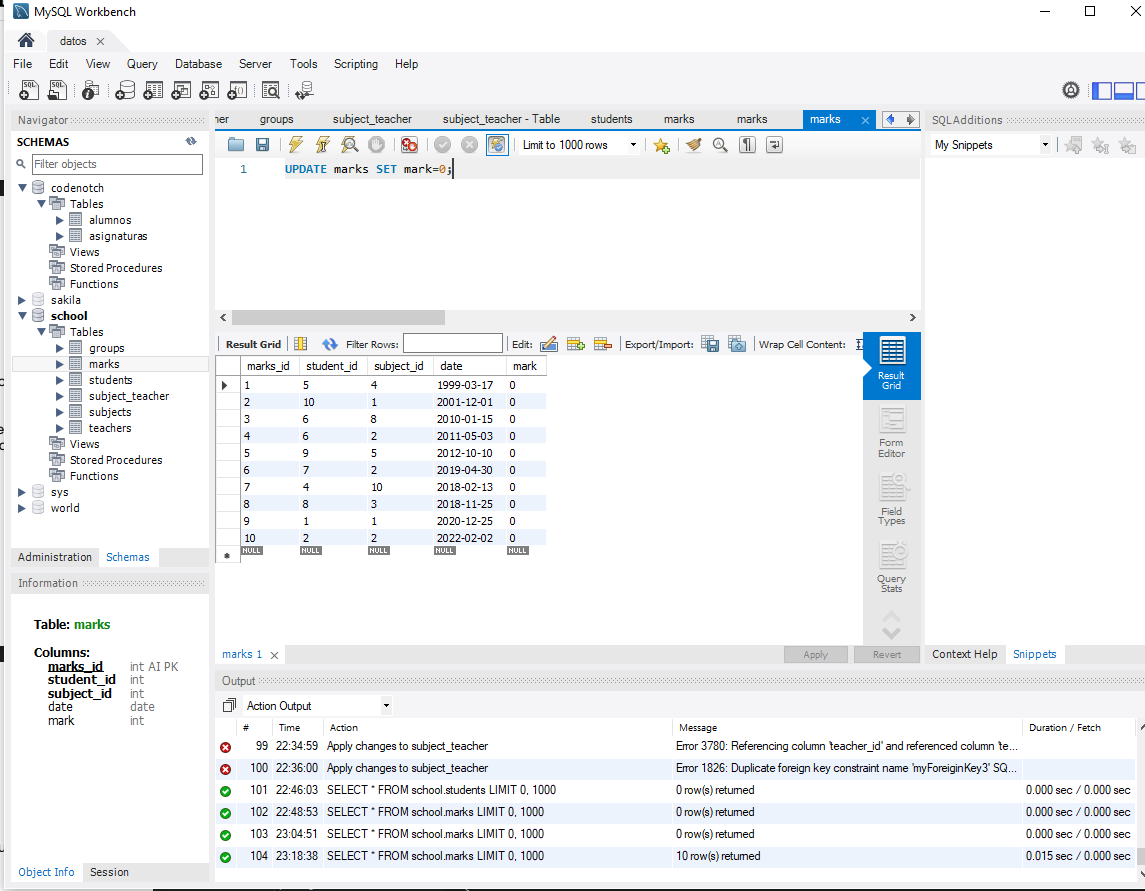 MySQL Workbench
datos
File Edit View Query Database Server Tools Scripting Help
Navigator
SCHEMAS
Filter objects
codenotch
Tables
alumnos
asignaturas
Views
Stored Procedures
Functions
sakila
school
Tables
groups
marks
students
subject_teacher
subjects
teachers
Views
Stored Procedures
Functions
sys
world
Administration Schemas
Information
Table: marks
Columns:
marks_id int AI PK
student_id int
subject_id int
date date
mark int
Object Info Session
her groups subject_teacher subject_teacher - Table students marks marks marks
Limit to 1000 rows
1 UPDATE marks SET mark=0;
Result Grid Filter Rows: Edit: Export/Import: Wrap Cell Content:
marks_id student_id subject_id date mark
1 5 4 1999-03-17 0
2 10 1 2001-12-01 0
3 6 8 2010-01-15 0
4 6 2 2011-05-03 0
5 9 5 2012-10-10 0
6 7 2 2019-04-30 0
7 4 10 2018-02-13 0
8 8 3 2018-11-25 0
9 1 1 2020-12-25 0
10 2 2 2022-02-02 0
NULL NULL NULL NULL NULL
Result
Grid
Form
Editor
Field
Types
Query
Stats
marks 1 Apply Revert
SQLAdditions
My Snippets
Context Help Snippets
Output
Action Output
# Time Action Message Duration / Fetch
99 22:34:59 Apply changes to subject_teacher Error 3780: Referencing column 'teacher_id' and referenced column 'te...
100 22:36:00 Apply changes to subject_teacher Error 1826: Duplicate foreign key constraint name 'myForeiginKey3' SQ...
101 22:46:03 SELECT * FROM school.students LIMIT 0, 1000 0 row(s) returned 0.000 sec / 0.000 sec
102 22:48:53 SELECT * FROM school.marks LIMIT 0, 1000 0 row(s) returned 0.000 sec / 0.000 sec
103 23:04:51 SELECT * FROM school.marks LIMIT 0, 1000 0 row(s) returned 0.000 sec / 0.000 sec
104 23:18:38 SELECT * FROM school.marks LIMIT 0, 1000 10 row(s) returned 0.015 sec / 0.000 sec